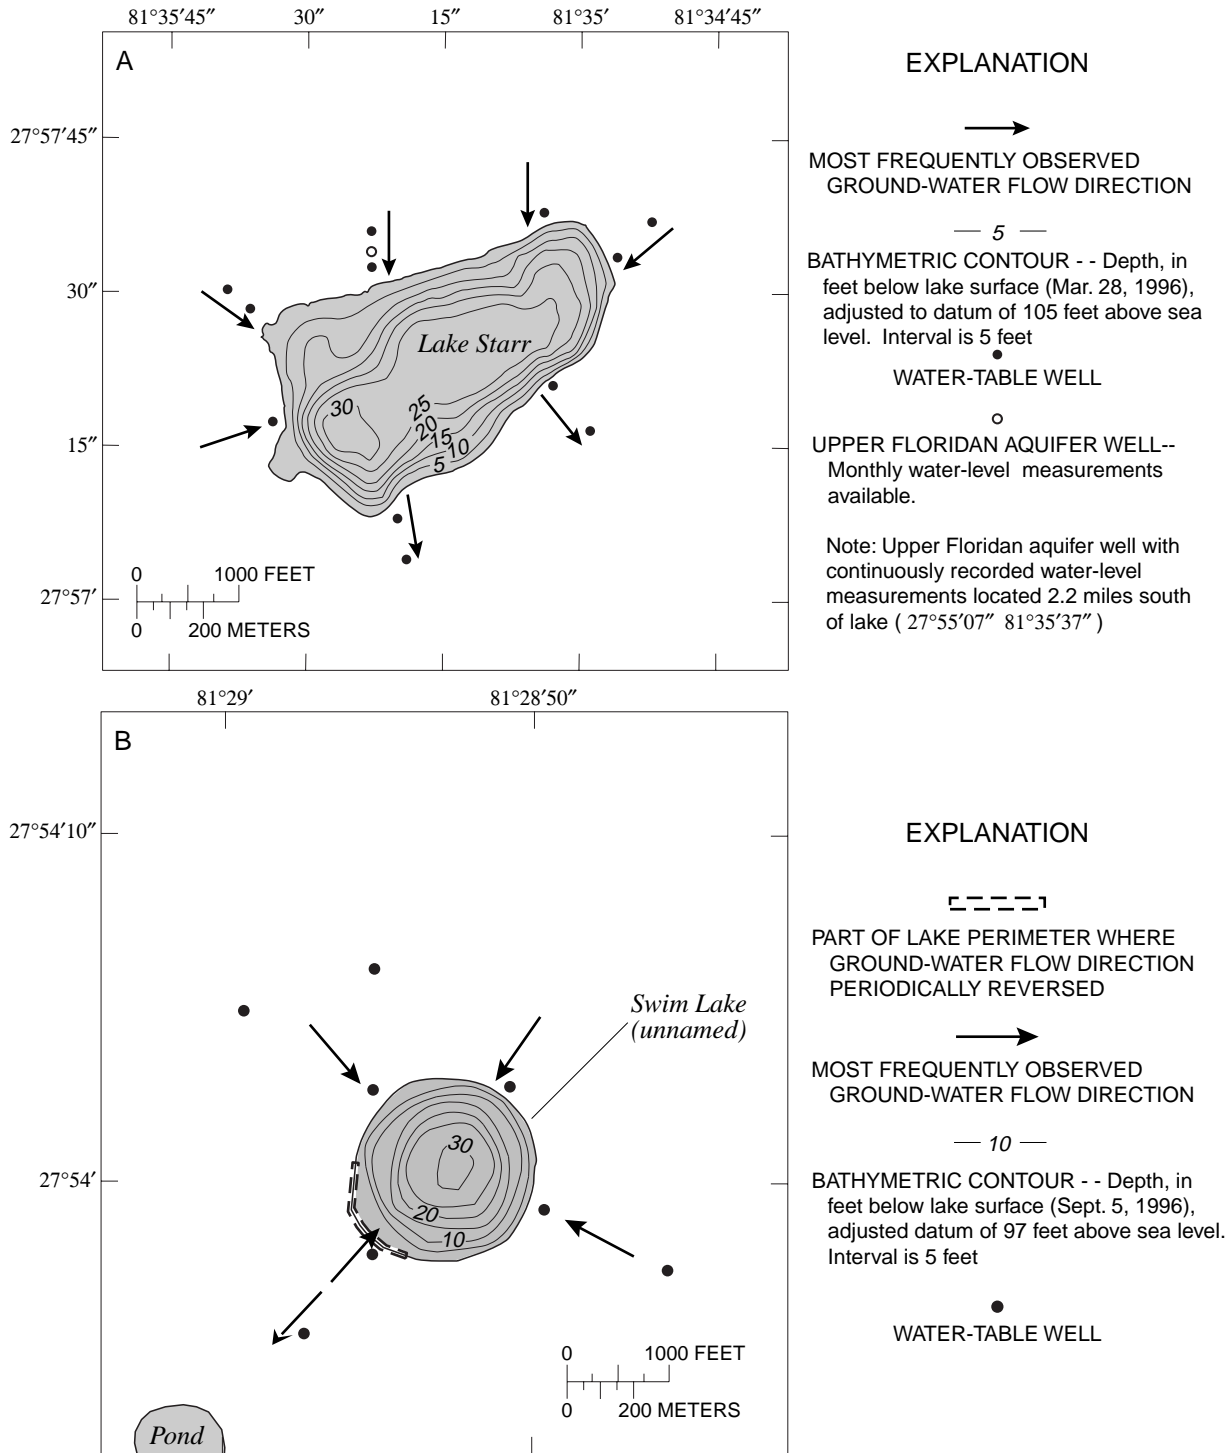 81°35′45″ 30″ 15″ 81°35′ 81°34′45″
A
27°57′45″
30″
15″
27°57′
Lake Starr
30
25
20
15
10
5
0 1000 FEET
0 200 METERS
EXPLANATION
MOST FREQUENTLY OBSERVED
GROUND-WATER FLOW DIRECTION
5
BATHYMETRIC CONTOUR - - Depth, in
feet below lake surface (Mar. 28, 1996),
adjusted to datum of 105 feet above sea
level. Interval is 5 feet
WATER-TABLE WELL
UPPER FLORIDAN AQUIFER WELL--
Monthly water-level measurements
available.
Note: Upper Floridan aquifer well with
continuously recorded water-level
measurements located 2.2 miles south
of lake ( 27°55′07″ 81°35′37″ )
81°29′ 81°28′50″
B
27°54′10″
27°54′
Swim Lake
(unnamed)
30
20
10
0 1000 FEET
0 200 METERS
Pond
EXPLANATION
PART OF LAKE PERIMETER WHERE
GROUND-WATER FLOW DIRECTION
PERIODICALLY REVERSED
MOST FREQUENTLY OBSERVED
GROUND-WATER FLOW DIRECTION
10
BATHYMETRIC CONTOUR - - Depth, in
feet below lake surface (Sept. 5, 1996),
adjusted datum of 97 feet above sea level.
Interval is 5 feet
WATER-TABLE WELL